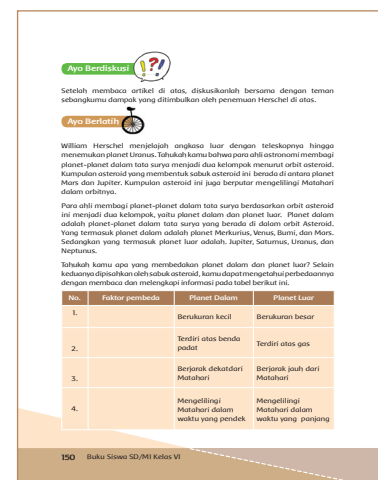 Ayo Berdiskusi
Setelah membaca artikel di atas, diskusikanlah bersama dengan teman
sebangkumu dampak yang ditimbulkan oleh penemuan Herschel di atas.
Ayo Berlatih
William Herschel menjelajah angkasa luar dengan teleskopnya hingga
menemukan planet Uranus. Tahukah kamu bahwa para ahli astronomi membagi
planet-planet dalam tata surya menjadi dua kelompok menurut orbit asteroid.
Kumpulan asteroid yang membentuk sabuk asteroid ini berada di antara planet
Mars dan Jupiter. Kumpulan asteroid ini juga berputar mengelilingi Matahari
dalam orbitnya.
Para ahli membagi planet-planet dalam tata surya berdasarkan orbit asteroid
ini menjadi dua kelompok, yaitu planet dalam dan planet luar. Planet dalam
adalah planet-planet dalam tata surya yang berada di dalam orbit Asteroid.
Yang termasuk planet dalam adalah planet Merkurius, Venus, Bumi, dan Mars.
Sedangkan yang termasuk planet luar adalah. Jupiter, Saturnus, Uranus, dan
Neptunus.
Tahukah kamu apa yang membedakan planet dalam dan planet luar? Selain
keduanya dipisahkan oleh sabuk asteroid, kamu dapat mengetahui perbedaannya
dengan membaca dan melengkapi informasi pada tabel berikut ini.
No. Faktor pembeda Planet Dalam Planet Luar
1. Berukuran kecil Berukuran besar
2. Terdiri atas benda padat Terdiri atas gas
3. Berjarak dekatdari Matahari Berjarak jauh dari Matahari
4. Mengelilingi Matahari dalam waktu yang pendek Mengelilingi Matahari dalam waktu yang panjang
150 Buku Siswa SD/MI Kelas VI